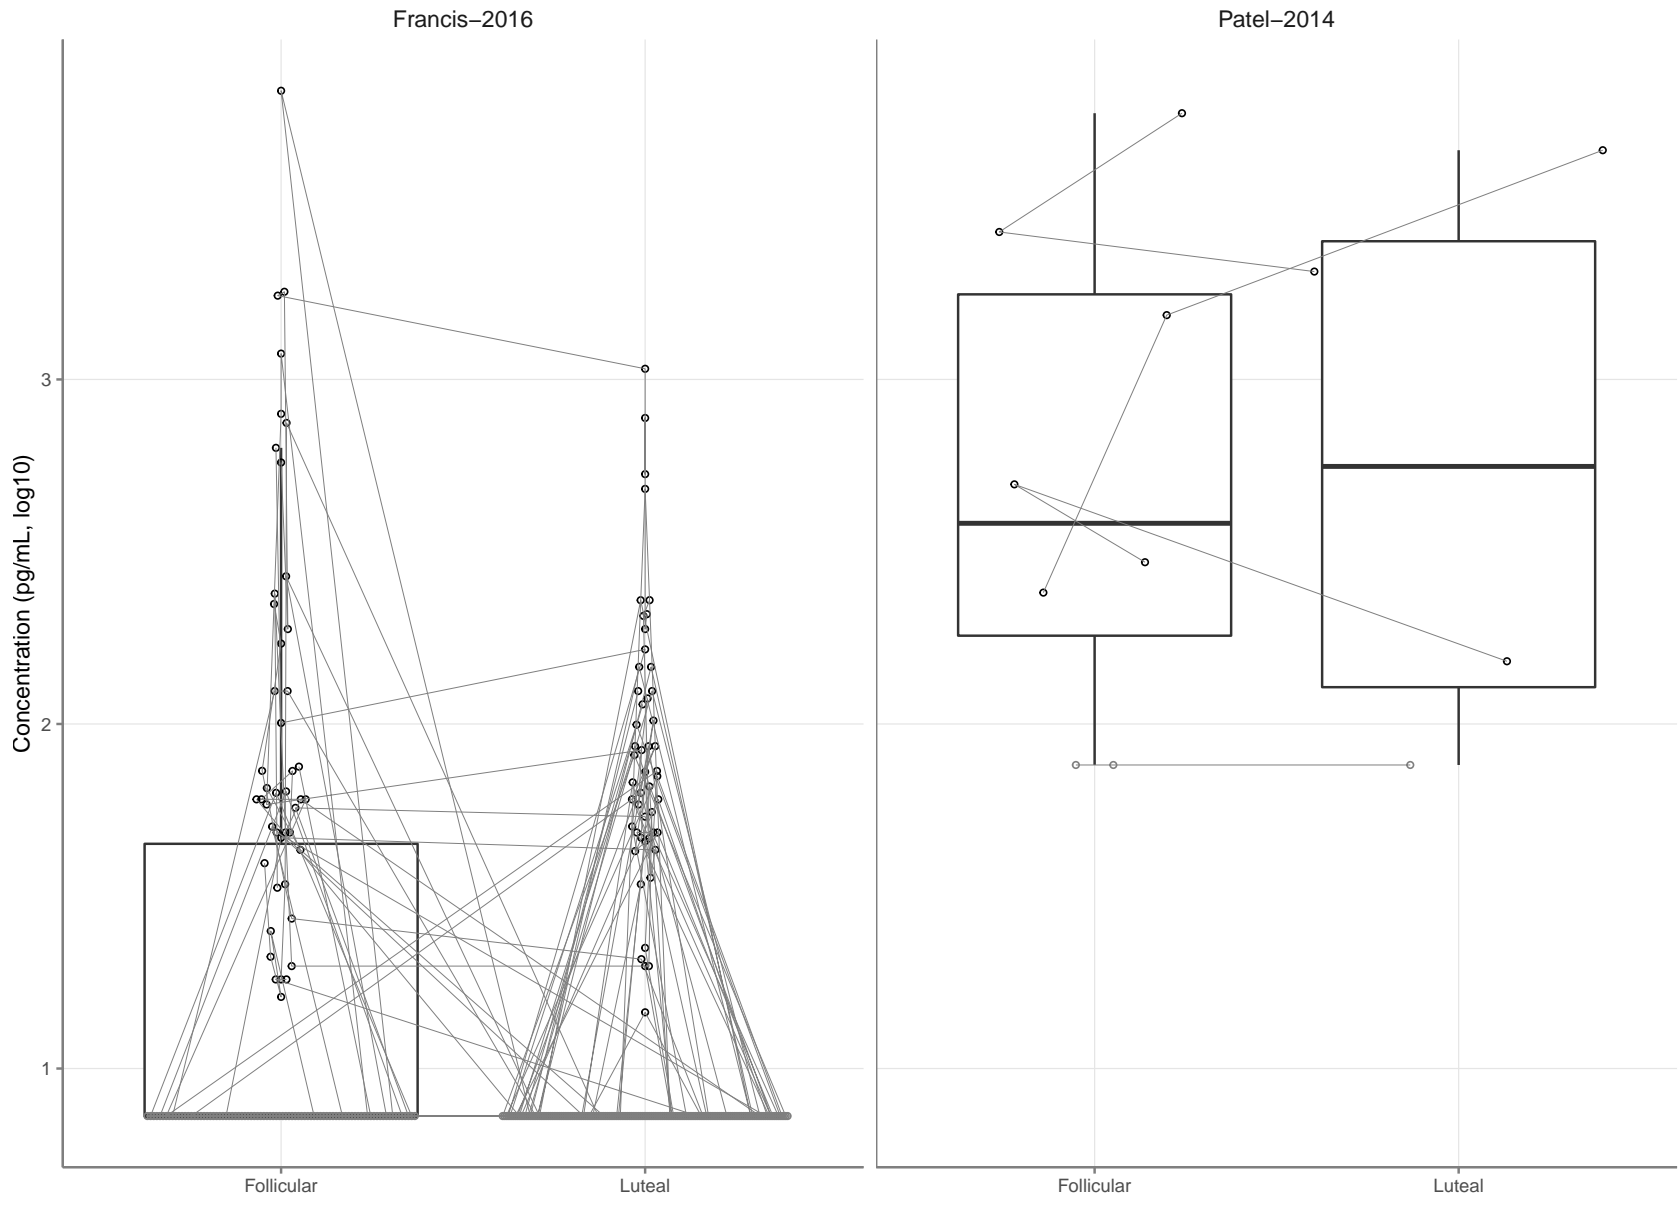 Francis−2016
Patel−2014
Concentration (pg/mL, log10)
3
2
1
Follicular
Luteal
Follicular
Luteal